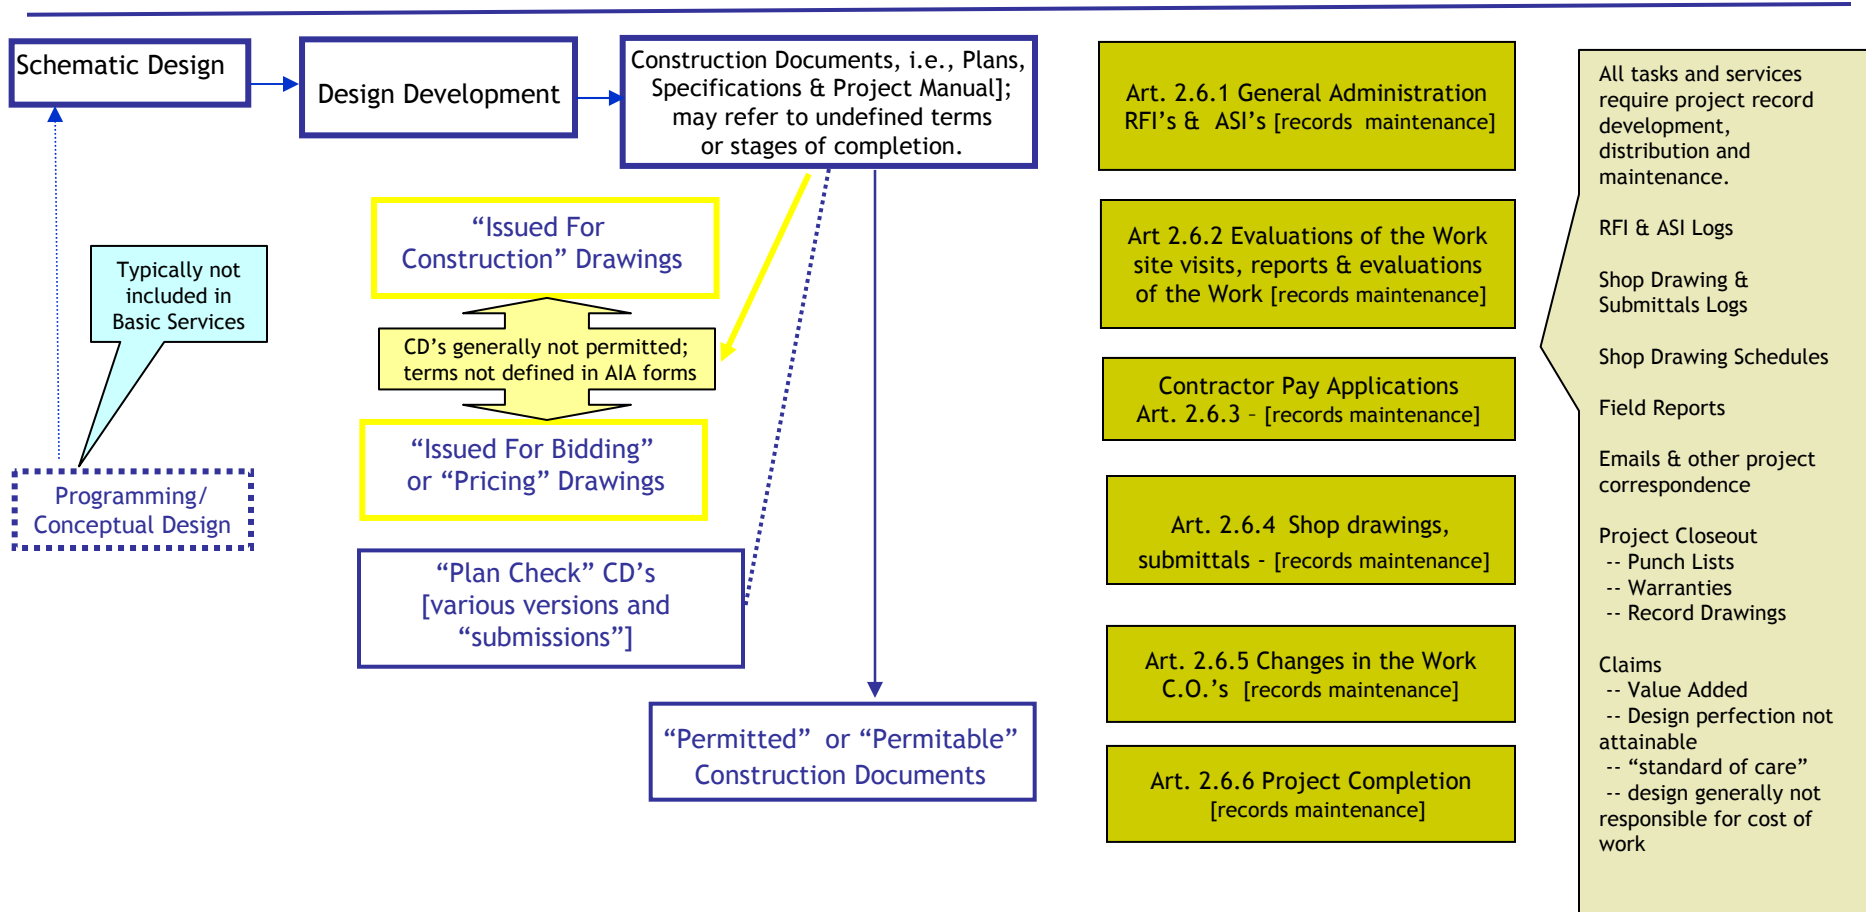 Schematic Design
Design Development
Construction Documents, i.e., Plans,
Specifications & Project Manual];
may refer to undefined terms
or stages of completion.
“Issued For
Construction” Drawings
CD’s generally not permitted;
terms not defined in AIA forms
“Issued For Bidding”
or “Pricing” Drawings
Typically not
included in
Basic Services
Programming/
Conceptual Design
“Plan Check” CD’s
[various versions and
“submissions”]
“Permitted” or “Permitable”
Construction Documents
Art. 2.6.1 General Administration
RFI’s & ASI’s [records maintenance]
Art 2.6.2 Evaluations of the Work
site visits, reports & evaluations
of the Work [records maintenance]
Contractor Pay Applications
Art. 2.6.3 – [records maintenance]
Art. 2.6.4 Shop drawings,
submittals - [records maintenance]
Art. 2.6.5 Changes in the Work
C.O.’s [records maintenance]
Art. 2.6.6 Project Completion
[records maintenance]
All tasks and services
require project record
development,
distribution and
maintenance.
RFI & ASI Logs
Shop Drawing &
Submittals Logs
Shop Drawing Schedules
Field Reports
Emails & other project
correspondence
Project Closeout
-- Punch Lists
-- Warranties
-- Record Drawings
Claims
-- Value Added
-- Design perfection not
attainable
-- “standard of care”
-- design generally not
responsible for cost of
work